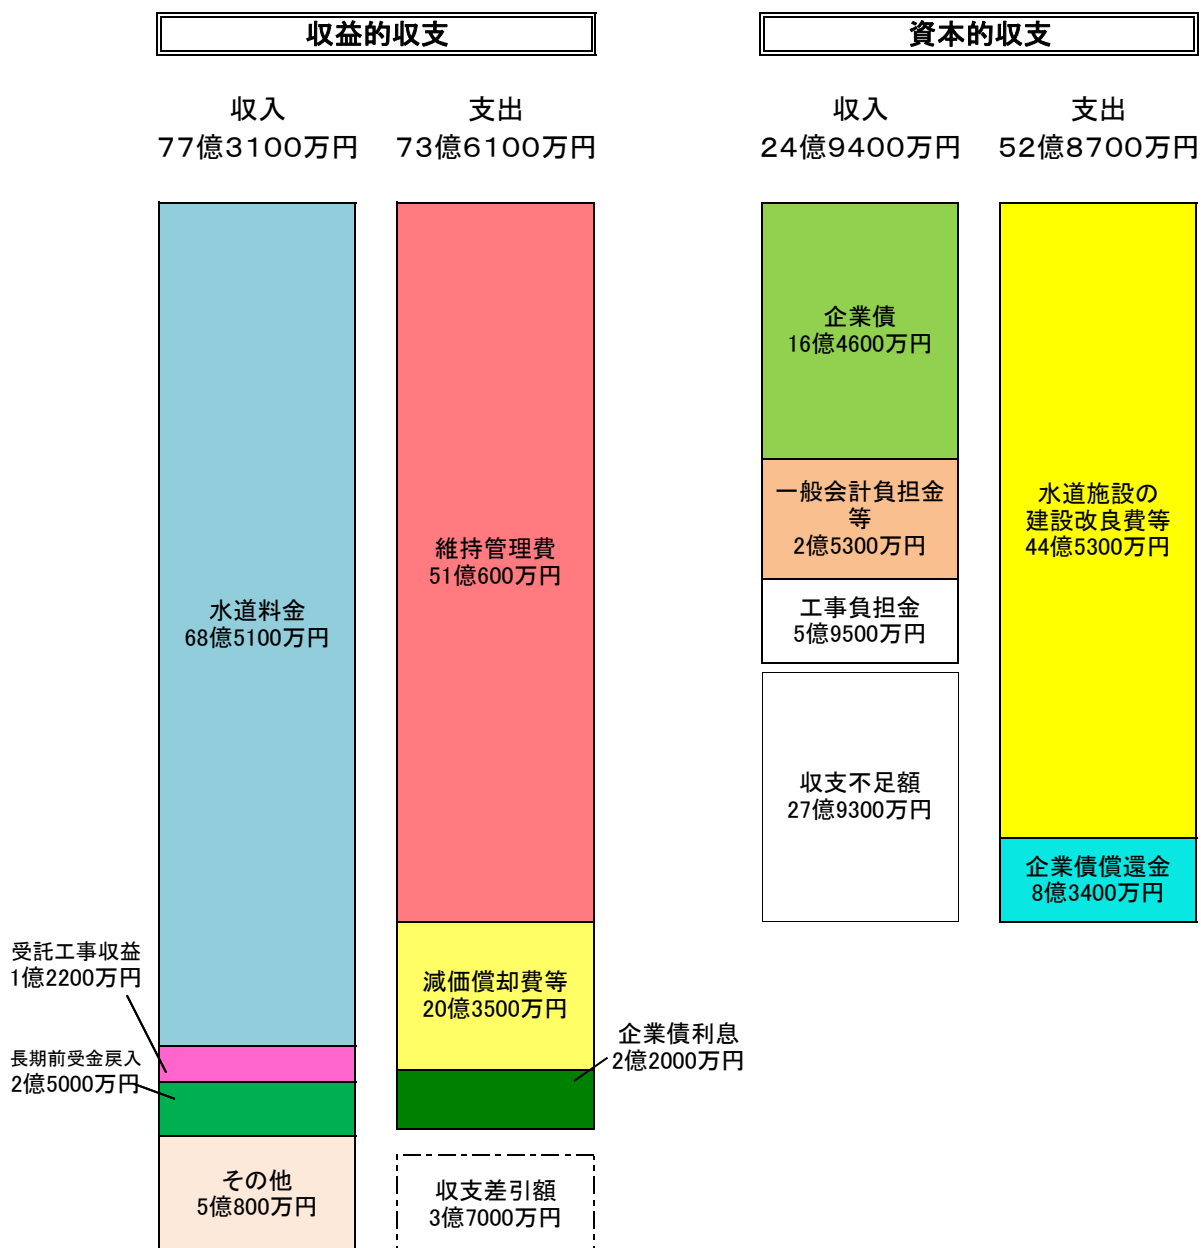 収益的収支
資本的収支
収入
77億3100万円
支出
73億6100万円
収入
24億9400万円
支出
52億8700万円
水道料金
68億5100万円
受託工事収益
1億2200万円
長期前受金戻入
2億5000万円
その他
5億800万円
維持管理費
51億600万円
減価償却費等
20億3500万円
企業債利息
2億2000万円
収支差引額
3億7000万円
企業債
16億4600万円
一般会計負担金
等
2億5300万円
工事負担金
5億9500万円
収支不足額
27億9300万円
水道施設の
建設改良費等
44億5300万円
企業債償還金
8億3400万円